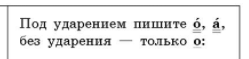 Под ударением пишите о́, а́,
без ударения — только о: